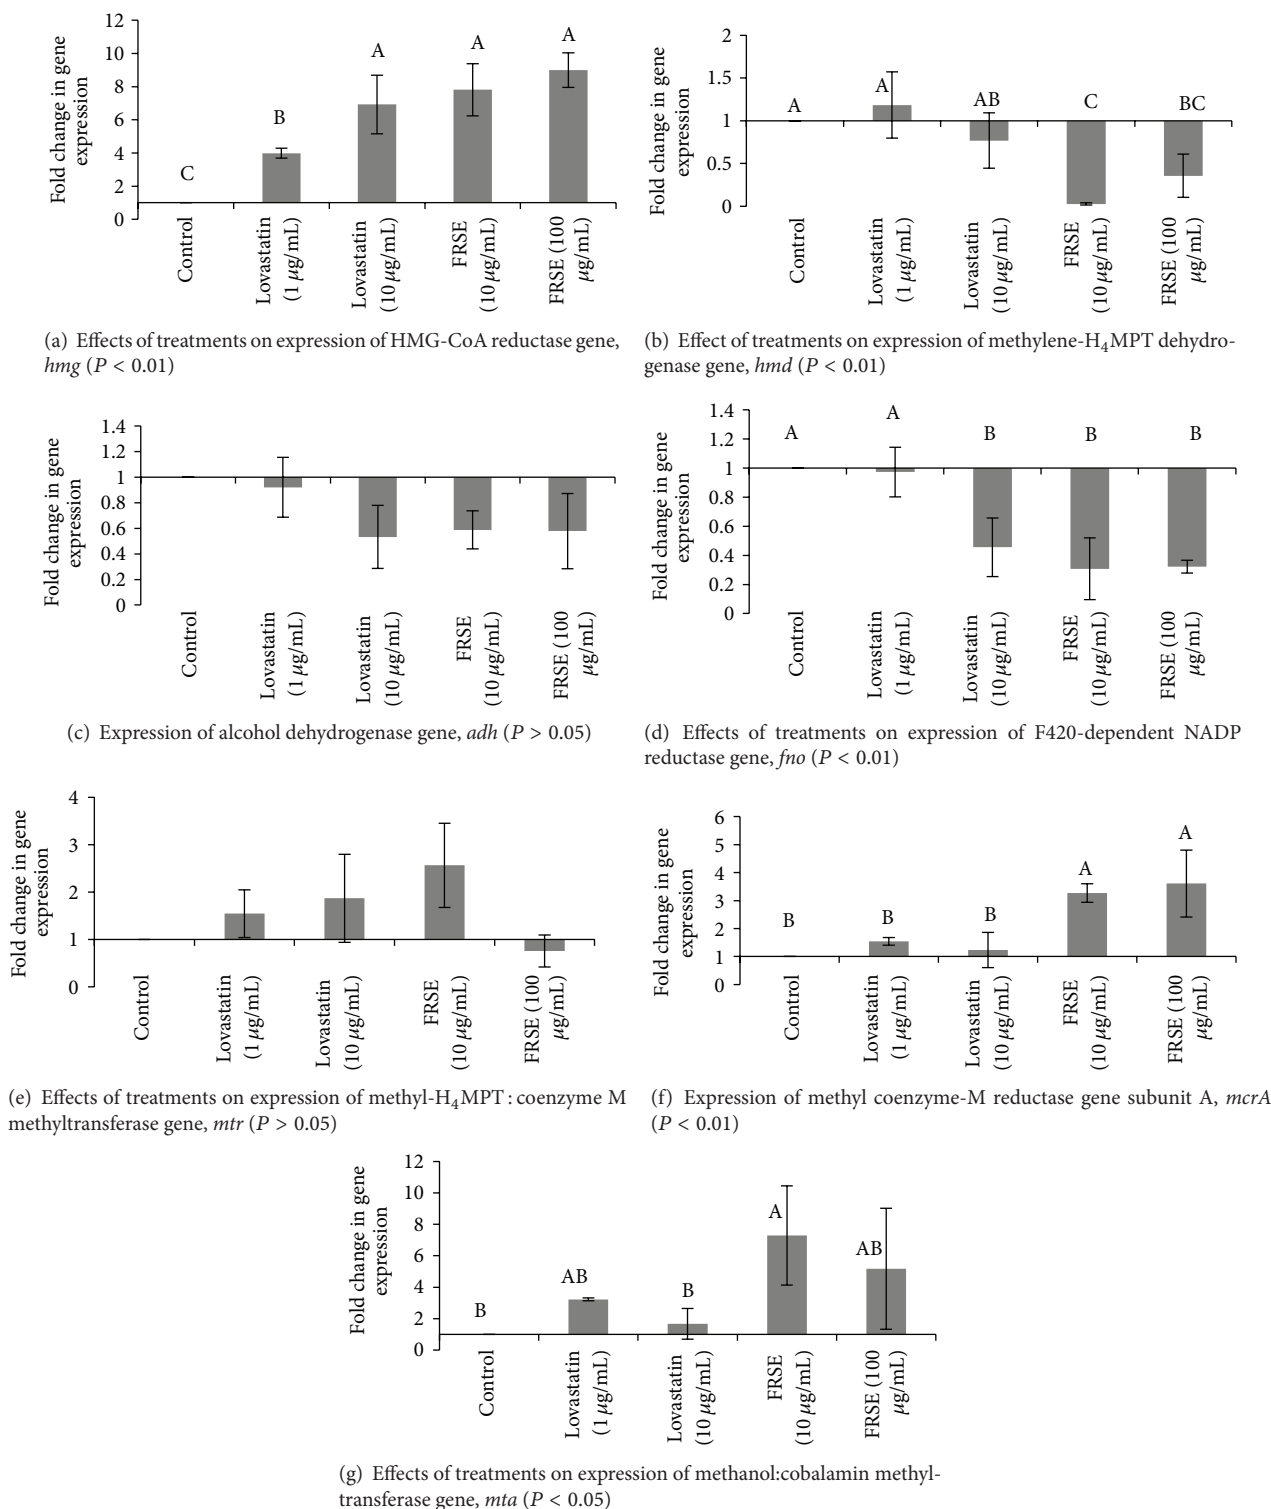 Fold change in gene
expression
12
10
8
6
4
2
0
C
B
A
A
A
Control
Lovastatin
(1 µg/mL)
Lovastatin
(10 µg/mL)
FRSE
(10 µg/mL)
FRSE (100
µg/mL)
(a) Effects of treatments on expression of HMG-CoA reductase gene,
hmg (P < 0.01)
Fold change in gene
expression
2
1.5
1
0.5
0
A
A
AB
C
BC
Control
Lovastatin
(1 µg/mL)
Lovastatin
(10 µg/mL)
FRSE
(10 µg/mL)
FRSE (100
µg/mL)
(b) Effect of treatments on expression of methylene-H₄MPT dehydro-
genase gene, hmd (P < 0.01)
Fold change in gene
expression
1.4
1.2
1
0.8
0.6
0.4
0.2
0
Control
Lovastatin
(1 µg/mL)
Lovastatin
(10 µg/mL)
FRSE
(10 µg/mL)
FRSE (100
µg/mL)
(c) Expression of alcohol dehydrogenase gene, adh (P > 0.05)
Fold change in gene
expression
1.4
1.2
1
0.8
0.6
0.4
0.2
0
A
A
B
B
B
Control
Lovastatin
(1 µg/mL)
Lovastatin
(10 µg/mL)
FRSE
(10 µg/mL)
FRSE (100
µg/mL)
(d) Effects of treatments on expression of F420-dependent NADP
reductase gene, fno (P < 0.01)
Fold change in gene
expression
4
3
2
1
0
Control
Lovastatin
(1 µg/mL)
Lovastatin
(10 µg/mL)
FRSE
(10 µg/mL)
FRSE (100
µg/mL)
(e) Effects of treatments on expression of methyl-H₄MPT : coenzyme M
methyltransferase gene, mtr (P > 0.05)
Fold change in gene
expression
6
5
4
3
2
1
0
B
B
B
A
A
Control
Lovastatin
(1 µg/mL)
Lovastatin
(10 µg/mL)
FRSE
(10 µg/mL)
FRSE (100
µg/mL)
(f) Expression of methyl coenzyme-M reductase gene subunit A, mcrA
(P < 0.01)
Fold change in gene
expression
12
10
8
6
4
2
0
B
AB
B
A
AB
Control
Lovastatin
(1 µg/mL)
Lovastatin
(10 µg/mL)
FRSE
(10 µg/mL)
FRSE (100
µg/mL)
(g) Effects of treatments on expression of methanol:cobalamin methyl-
transferase gene, mta (P < 0.05)